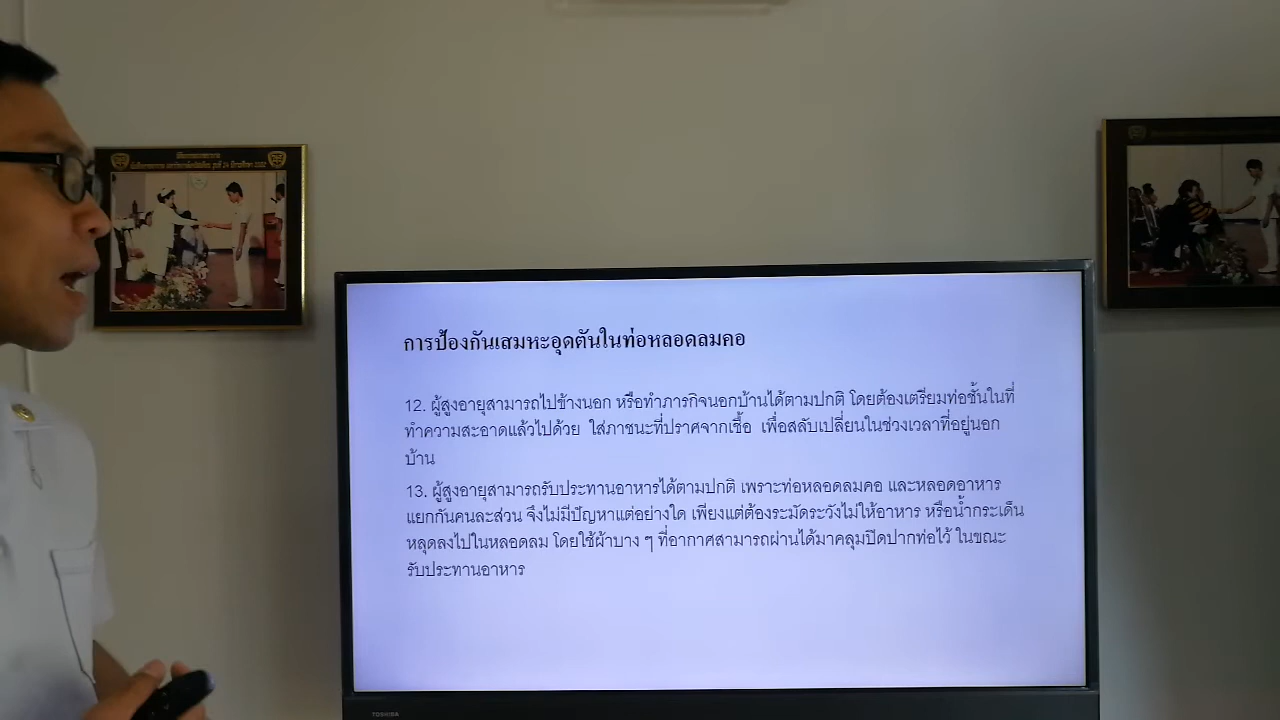 การป้องกันเสมหะอุดตันในท่อหลอดลมคอ
12. ผู้สูงอายุสามารถไปข้างนอก หรือทำภารกิจนอกบ้านได้ตามปกติ โดยต้องเตรียมท่อชั้นในที่
ทำความสะอาดแล้วไปด้วย ใส่ภาชนะที่ปราศจากเชื้อ เพื่อสลับเปลี่ยนในช่วงเวลาที่อยู่นอก
บ้าน
13. ผู้สูงอายุสามารถรับประทานอาหารได้ตามปกติ เพราะท่อหลอดลมคอ และหลอดอาหาร
แยกกันคนละส่วน จึงไม่มีปัญหาแต่อย่างใด เพียงแต่ต้องระมัดระวังไม่ให้อาหาร หรือน้ำกระเด็น
หลุดลงไปในหลอดลม โดยใช้ผ้าบาง ๆ ที่อากาศสามารถผ่านได้มาคลุมปิดปากท่อไว้ ในขณะ
รับประทานอาหาร
TOSHIBA